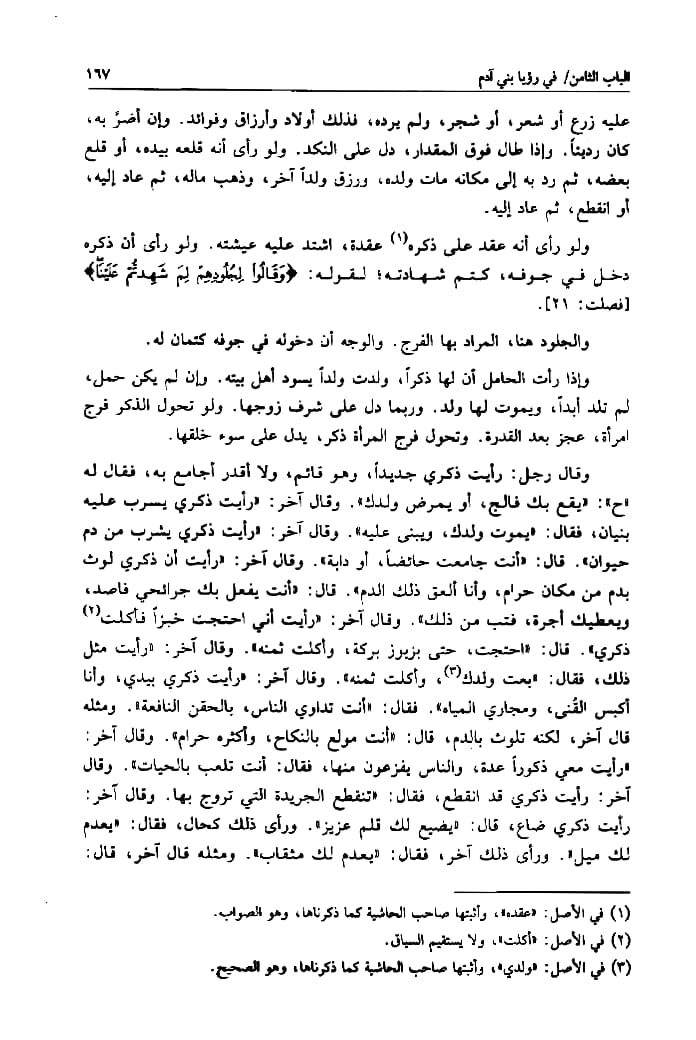 الباب الثامن/ في رؤيا بني آدم
١٦٧
عليه زرع أو شعر، أو شجر، ولم يرده، فذلك أولاد وأرزاق وفوائد. وإن أضرّ به،
كان رديئاً. وإذا طال فوق المقدار، دل على النكد. ولو رأى أنه قلعه بيده، أو قلع
بعضه، ثم رد به إلى مكانه مات ولده، ورزق ولداً آخر، وذهب ماله، ثم عاد إليه،
أو انقطع، ثم عاد إليه.
ولو رأى أنه عقد على ذكره(١) عقدة، اشتد عليه عيشته. ولو رأى أن ذكره
دخل في جوفه، كتم شهادته؛ لقوله: ﴿وَقَالُوا لِجُلُودِهِمْ لِمَ شَهِدتُّمْ عَلَيْنَا﴾
[فصلت: ٢١].
والجلود هنا، المراد بها الفرج. والوجه أن دخوله في جوفه كتمان له.
وإذا رأت الحامل أن لها ذكراً، ولدت ولداً يسود أهل بيته. وإن لم يكن حمل،
لم تلد أبداً، ويموت لها ولد. وربما دل على شرف زوجها. ولو تحول الذكر فرج
امرأة، عجز بعد القدرة. وتحول فرج المرأة ذكر، يدل على سوء خلقها.
وقال رجل: رأيت ذكري جديداً، وهو قائم، ولا أقدر أجامع به، فقال له
"ح": "يقع بك فالج، أو يمرض ولدك". وقال آخر: "رأيت ذكري يسرب عليه
بنيان، فقال: "يموت ولدك، ويبنى عليه". وقال آخر: "رأيت ذكري يشرب من دم
حيوان". قال: "أنت جامعت حائضاً، أو دابة". وقال آخر: "رأيت أن ذكري لوث
بدم من مكان حرام، وأنا ألعق ذلك الدم". قال: "أنت يفعل بك جرائحي فاصد،
ويعطيك أجرة، فتب من ذلك". وقال آخر: "رأيت أني احتجت خبزاً فأكلت(٢)
ذكري". قال: "احتجت، حتى بزبوز بركة، وأكلت ثمنه". وقال آخر: "رأيت مثل
ذلك، فقال: "بعت ولدك(٣)، وأكلت ثمنه". وقال آخر: "رأيت ذكري بيدي، وأنا
أكبس القُنى، ومجاري المياه". فقال: "أنت تداوي الناس، بالحقن النافعة". ومثله
قال آخر، لكنه تلوث بالدم، قال: "أنت مولع بالنكاح، وأكثره حرام". وقال آخر:
"رأيت معي ذكوراً عدة، والناس يفزعون منها، فقال: أنت تلعب بالحيات". وقال
آخر: رأيت ذكري قد انقطع، فقال: "تنقطع الجريدة التي تروح بها. وقال آخر:
رأيت ذكري ضاع، قال: "يضيع لك قلم عزيز". ورأى ذلك كحال، فقال: "يعدم
لك ميل". ورأى ذلك آخر، فقال: "يعدم لك مثقاب". ومثله قال آخر، قال:
(١) في الأصل: "عقده"، وأثبتها صاحب الحاشية كما ذكرناها، وهو الصواب.
(٢) في الأصل: "أكلت"، ولا يستقيم السياق.
(٣) في الأصل: "ولدي"، وأثبتها صاحب الحاشية كما ذكرناها، وهو الصحيح.